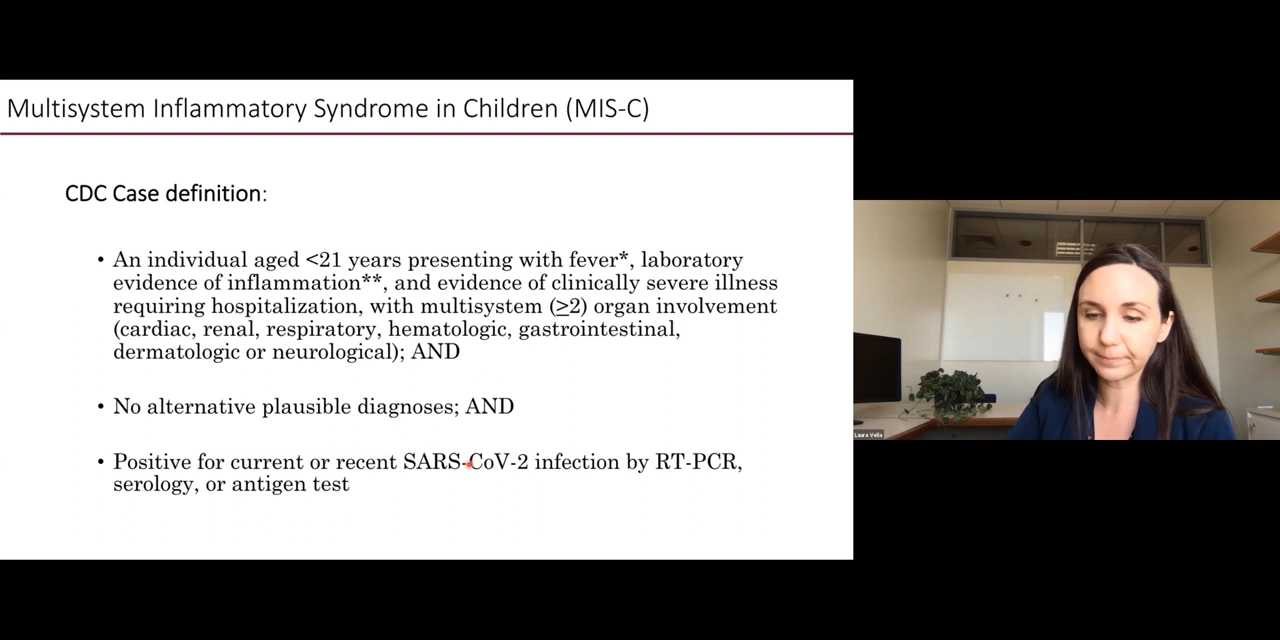 Multisystem Inflammatory Syndrome in Children (MIS-C)
CDC Case definition:
• An individual aged <21 years presenting with fever*, laboratory
evidence of inflammation**, and evidence of clinically severe illness
requiring hospitalization, with multisystem (≥2) organ involvement
(cardiac, renal, respiratory, hematologic, gastrointestinal,
dermatologic or neurological); AND
• No alternative plausible diagnoses; AND
• Positive for current or recent SARS-CoV-2 infection by RT-PCR,
serology, or antigen test
Laura Vella